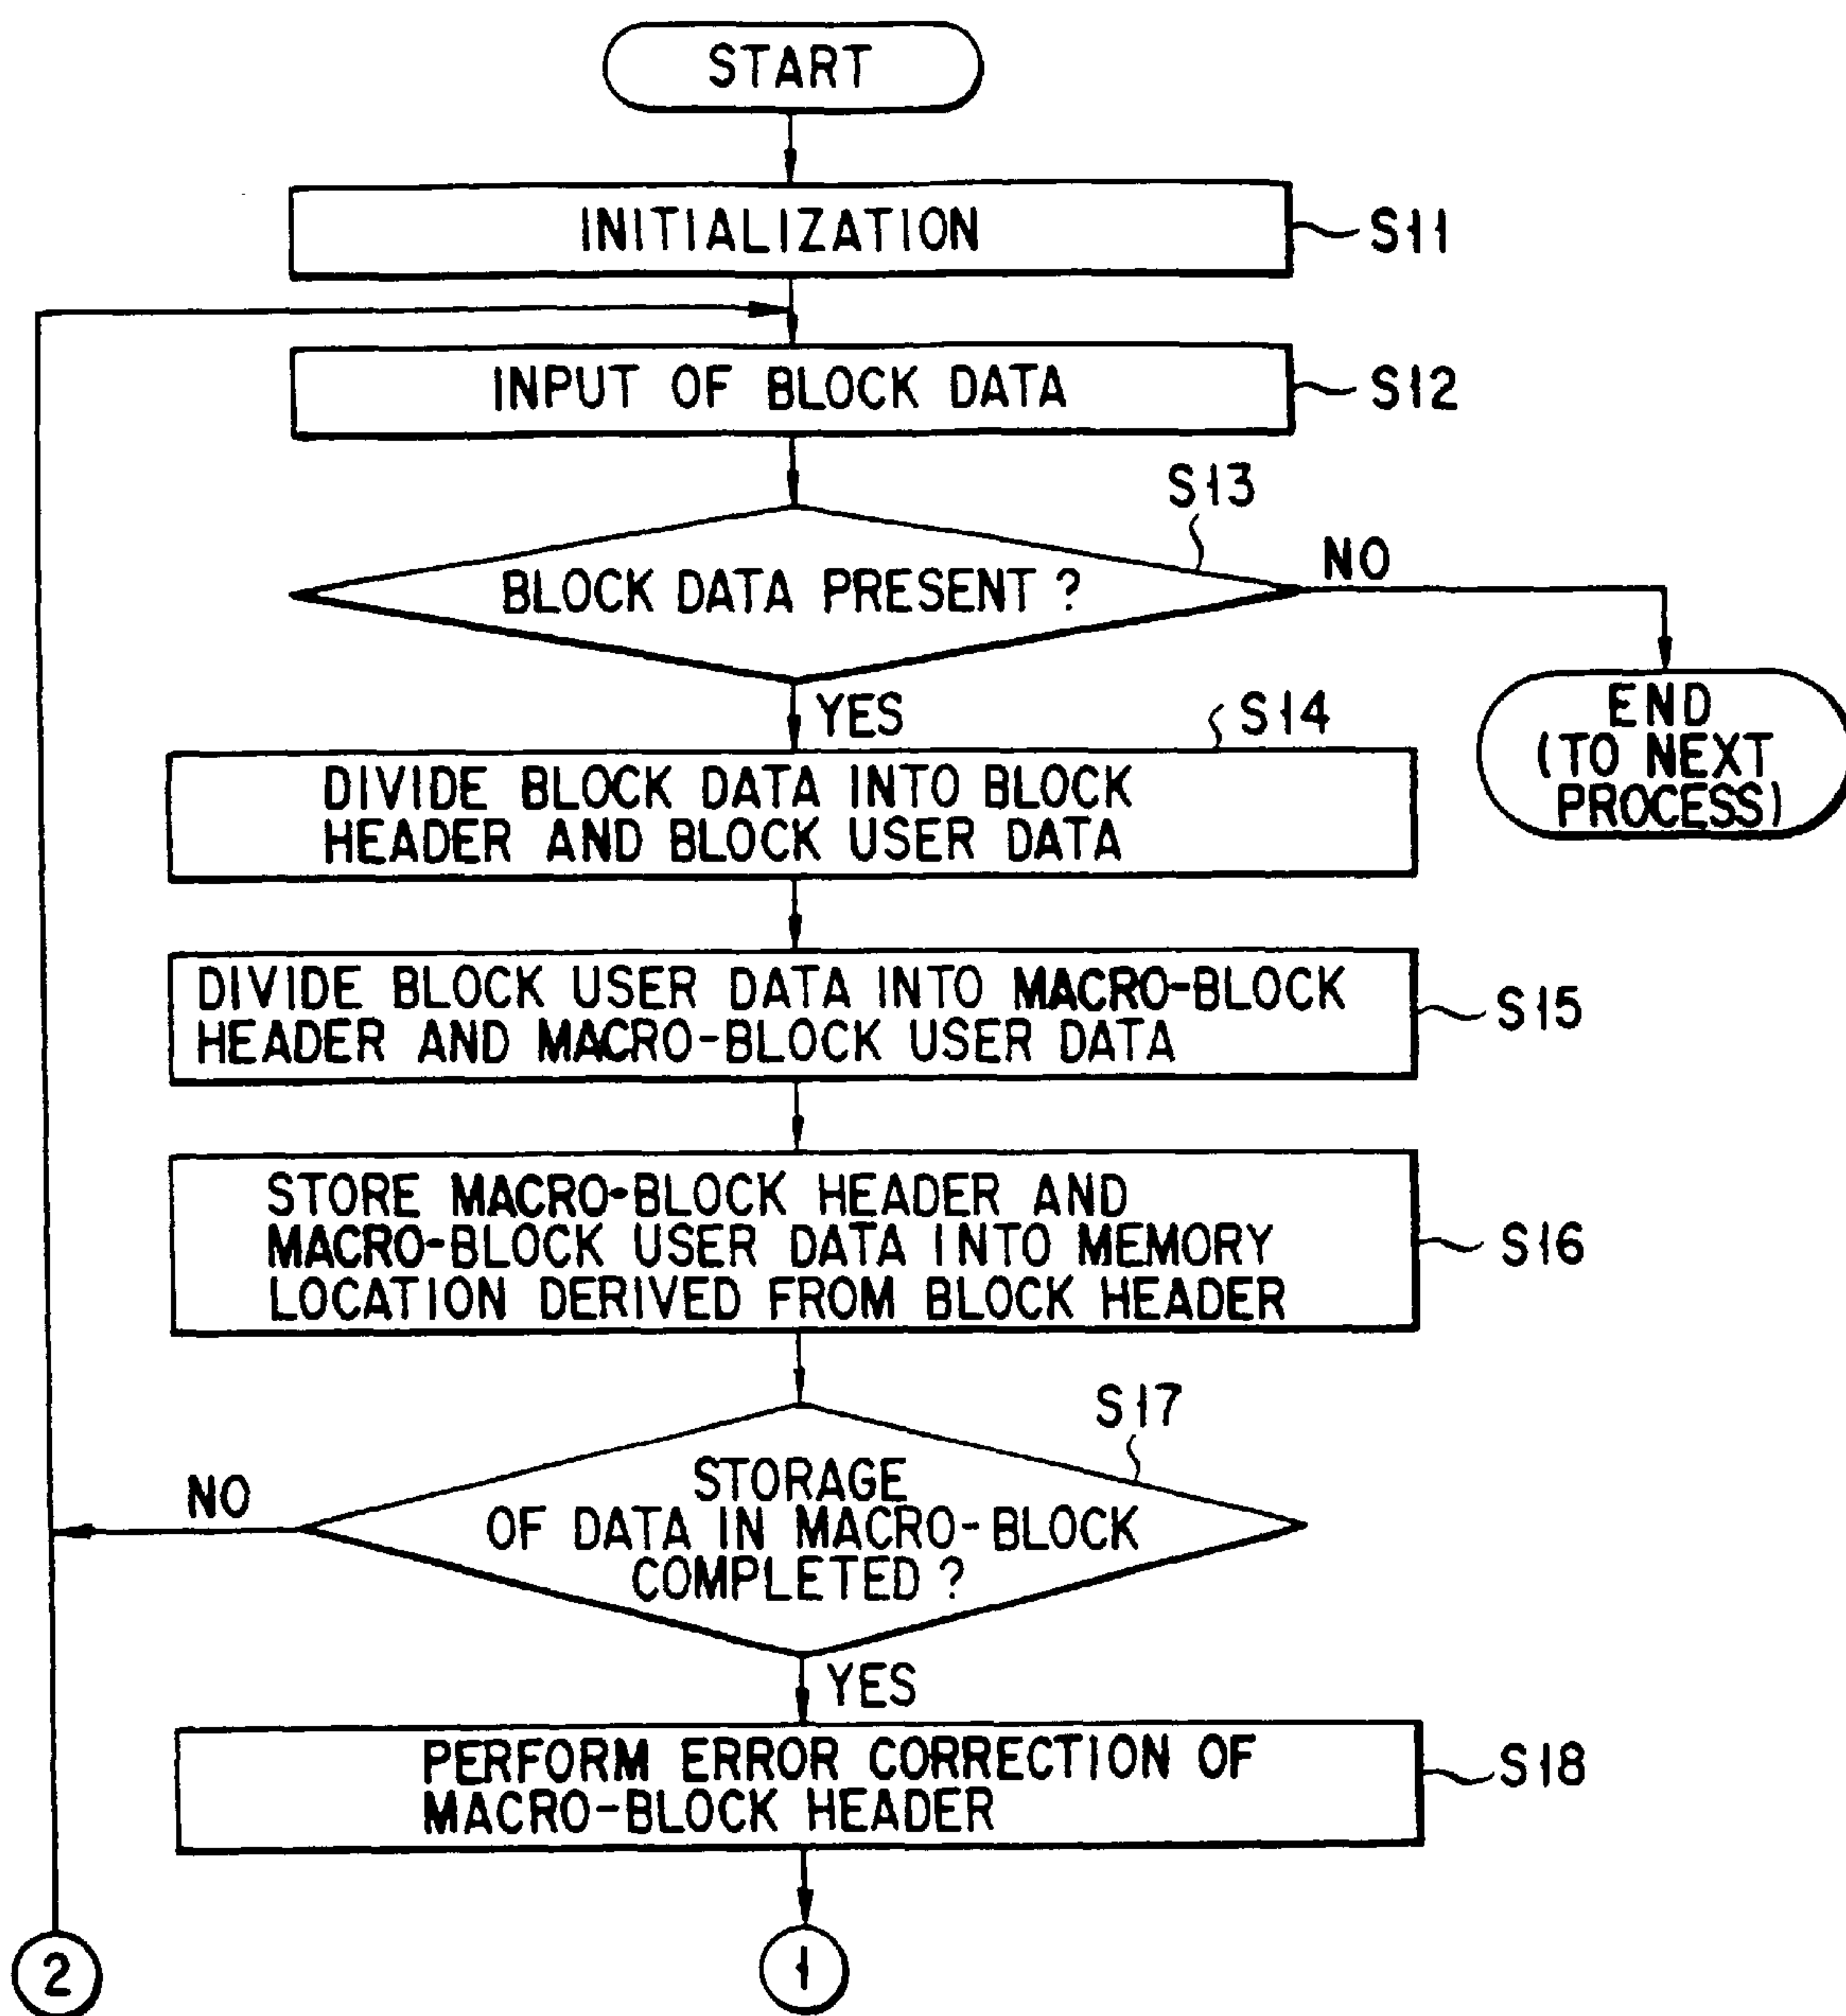 START
INITIALIZATION
S11
INPUT OF BLOCK DATA
S12
S13
BLOCK DATA PRESENT ?
NO
YES
END
(TO NEXT
PROCESS)
S14
DIVIDE BLOCK DATA INTO BLOCK
HEADER AND BLOCK USER DATA
DIVIDE BLOCK USER DATA INTO MACRO-BLOCK
HEADER AND MACRO-BLOCK USER DATA
S15
STORE MACRO-BLOCK HEADER AND
MACRO-BLOCK USER DATA INTO MEMORY
LOCATION DERIVED FROM BLOCK HEADER
S16
S17
STORAGE
OF DATA IN MACRO-BLOCK
COMPLETED ?
NO
YES
PERFORM ERROR CORRECTION OF
MACRO-BLOCK HEADER
S18
2
1